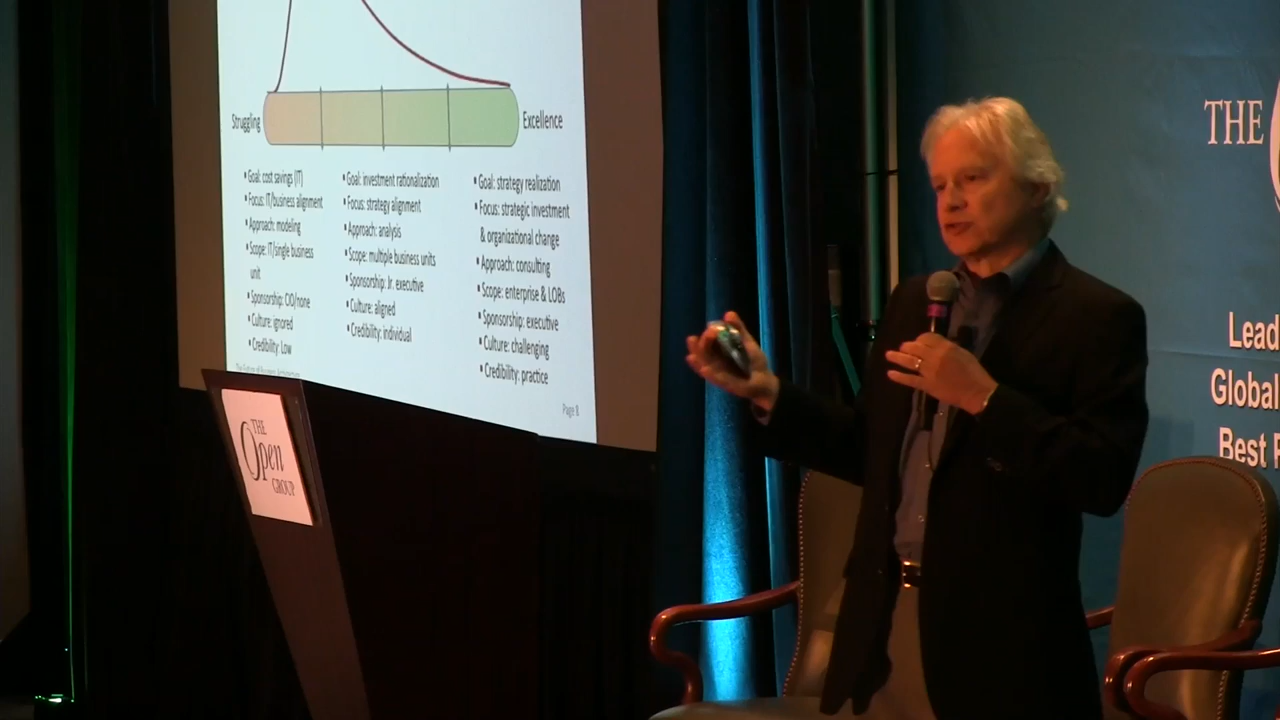 Struggling
Excellence
▪ Goal: cost savings (IT)
▪ Focus: IT/business alignment
▪ Approach: modeling
▪ Scope: IT/single business
unit
▪ Sponsorship: CIO/none
▪ Culture: ignored
▪ Credibility: Low
▪ Goal: investment rationalization
▪ Focus: strategy alignment
▪ Approach: analysis
▪ Scope: multiple business units
▪ Sponsorship: Jr. executive
▪ Culture: aligned
▪ Credibility: individual
▪ Goal: strategy realization
▪ Focus: strategic investment
& organizational change
▪ Approach: consulting
▪ Scope: enterprise & LOBs
▪ Sponsorship: executive
▪ Culture: challenging
▪ Credibility: practice
Page 8
THE
Open
GROUP
THE
Lead
Global
Best